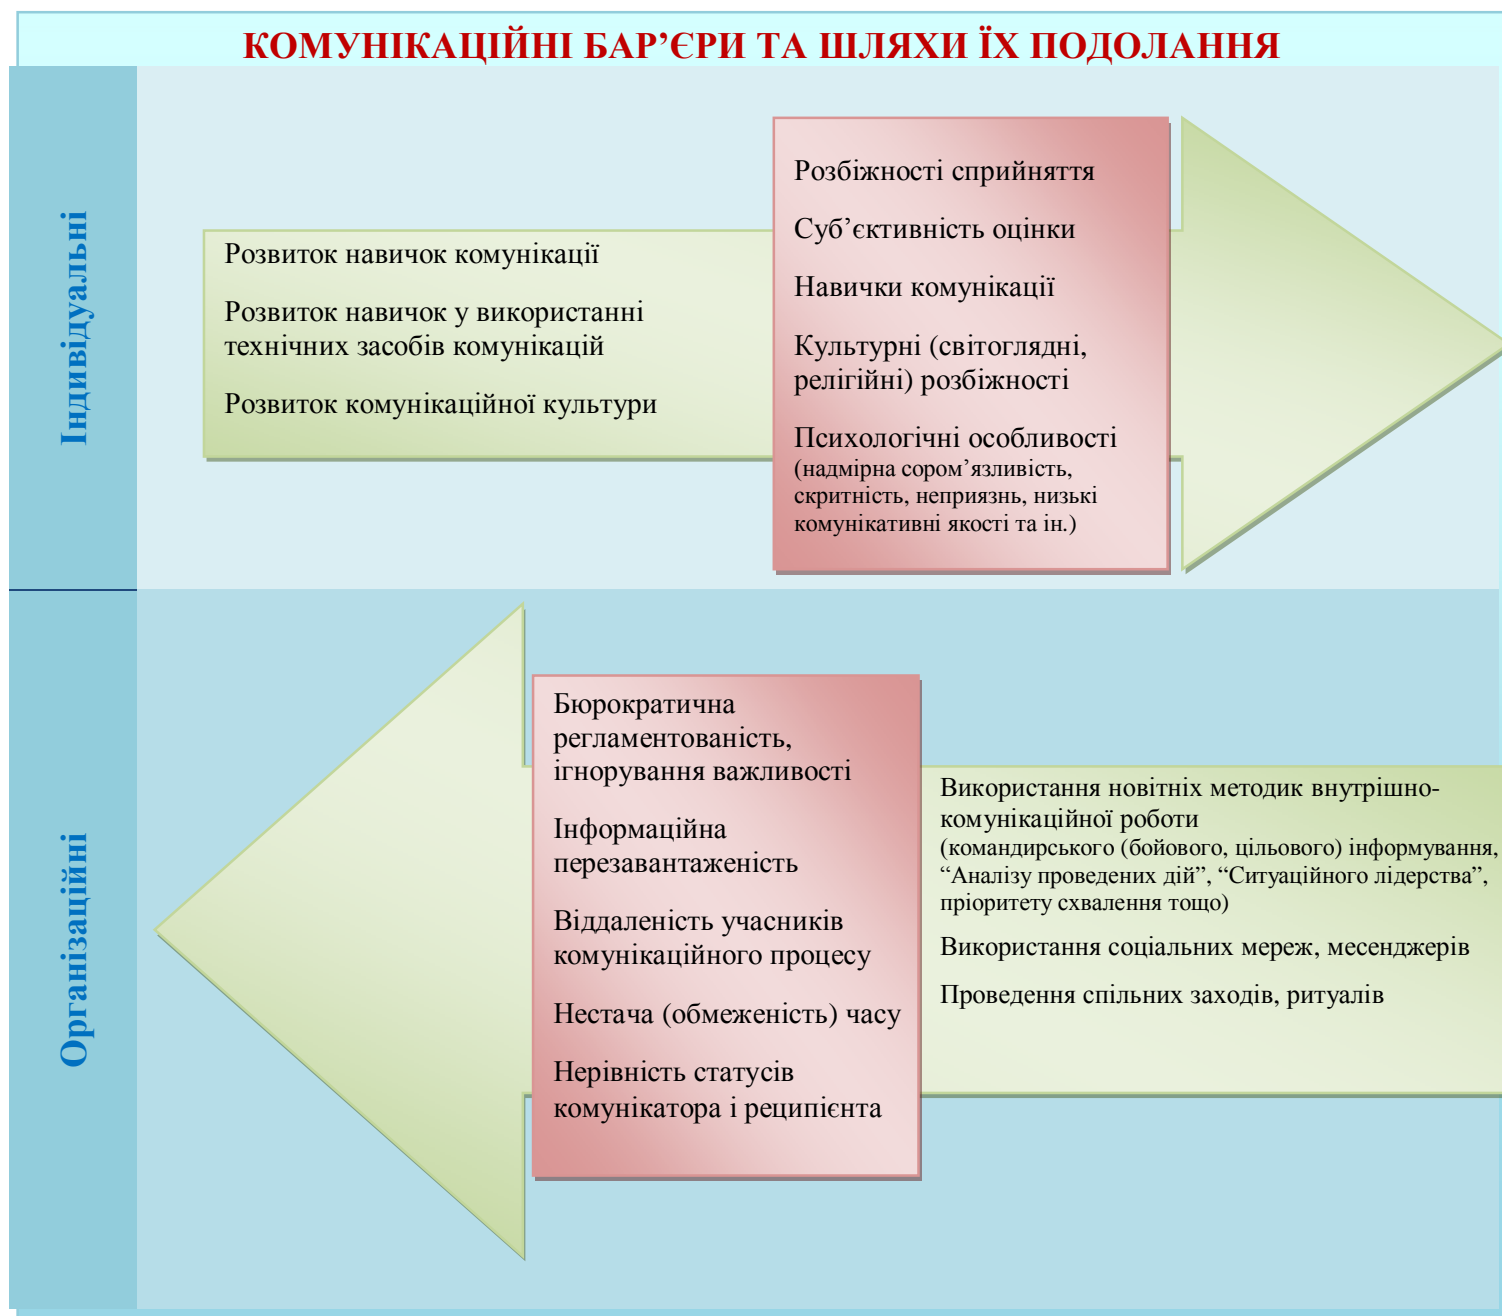 КОМУНІКАЦІЙНІ БАР’ЄРИ ТА ШЛЯХИ ЇХ ПОДОЛАННЯ
Індивідуальні
Розвиток навичок комунікації
Розвиток навичок у використанні
технічних засобів комунікацій
Розвиток комунікаційної культури
Розбіжності сприйняття
Суб’єктивність оцінки
Навички комунікації
Культурні (світоглядні,
релігійні) розбіжності
Психологічні особливості
(надмірна сором’язливість,
скритність, неприязнь, низькі
комунікативні якості та ін.)
Організаційні
Бюрократична
регламентованість,
ігнорування важливості
Інформаційна
перезавантаженість
Віддаленість учасників
комунікаційного процесу
Нестача (обмеженість) часу
Нерівність статусів
комунікатора і реципієнта
Використання новітніх методик внутрішно-
комунікаційної роботи
(командирського (бойового, цільового) інформування,
“Аналізу проведених дій”, “Ситуаційного лідерства”,
пріоритету схвалення тощо)
Використання соціальних мереж, месенджерів
Проведення спільних заходів, ритуалів